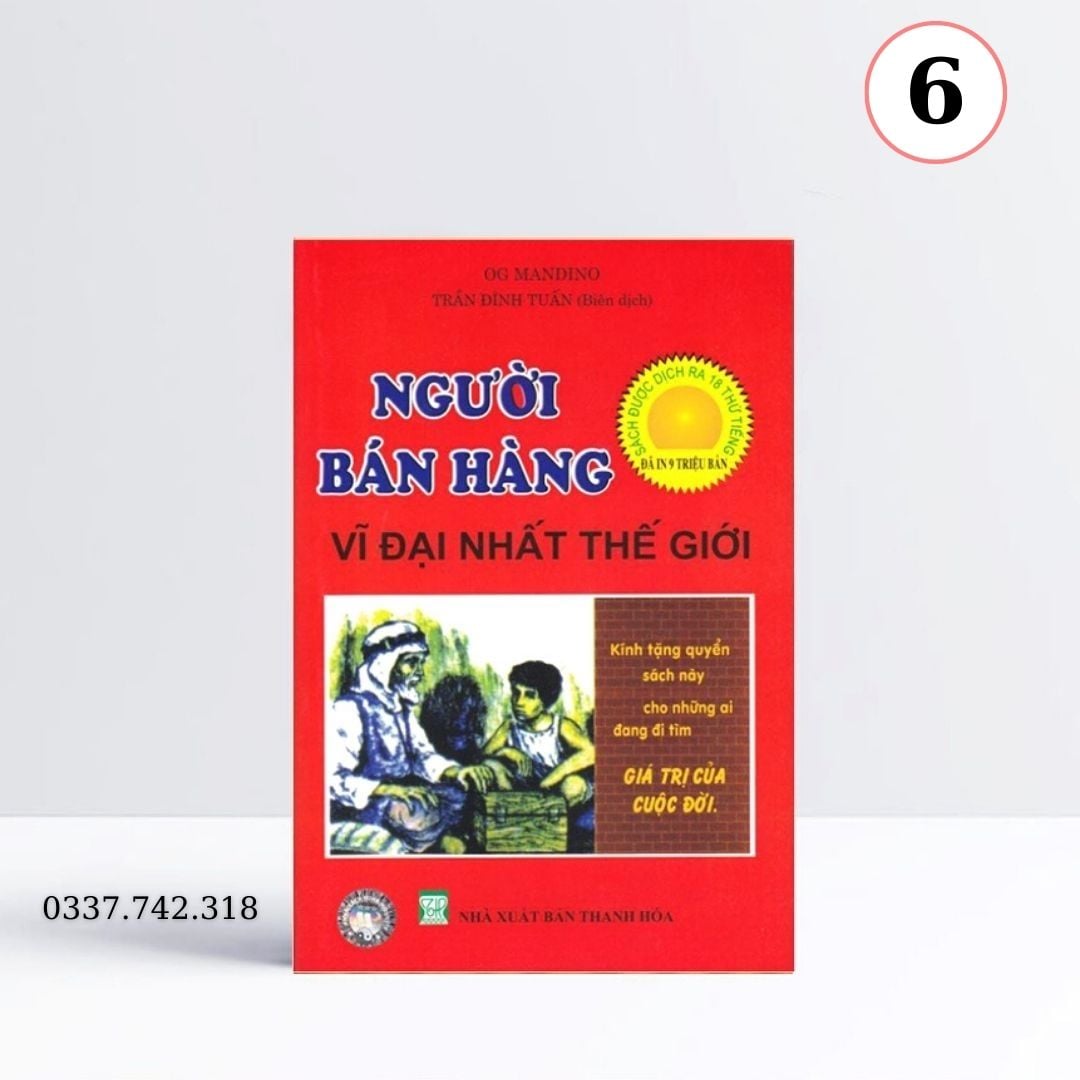 6
OG MANDINO
TRẦN ĐÌNH TUẤN (Biên dịch)
NGƯỜI
BÁN HÀNG
SÁCH ĐƯỢC DỊCH RA 18 THỨ TIẾNG
ĐÃ IN 9 TRIỆU BẢN
VĨ ĐẠI NHẤT THẾ GIỚI
Kính tặng quyển
sách này
cho những ai
đang đi tìm
GIÁ TRỊ CỦA
CUỘC ĐỜI.
0337.742.318
NHÀ XUẤT BẢN THANH HÓA